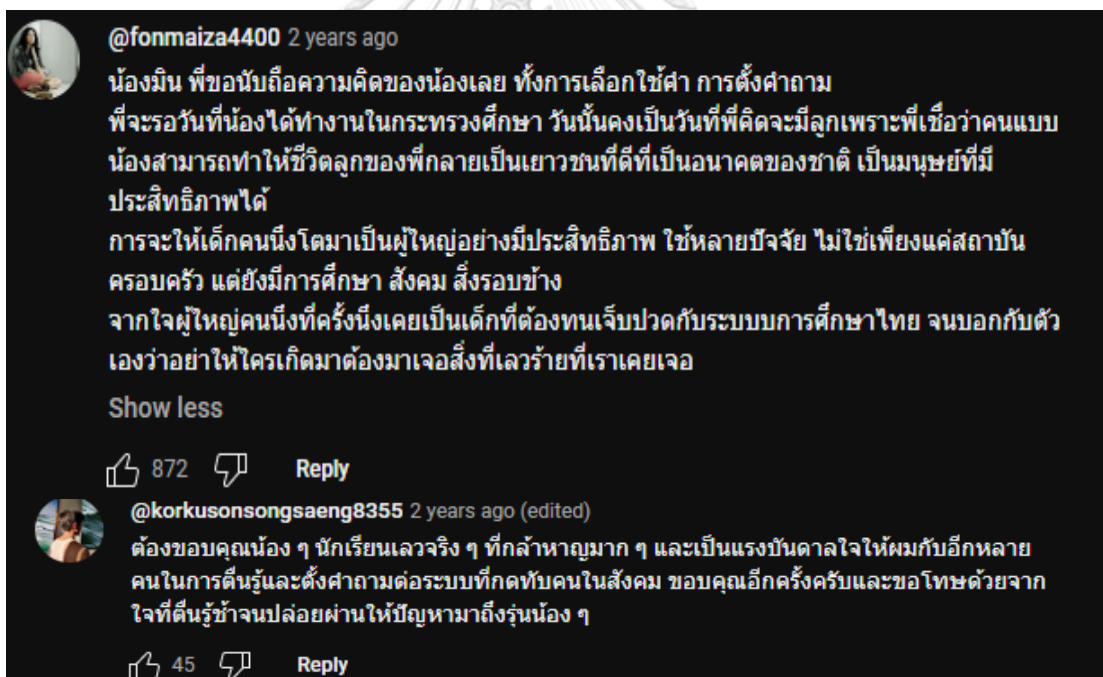 @fonmaiza4400 2 years ago
น้องมิน พี่ขอนับถือความคิดของน้องเลย ทั้งการเลือกใช้คำ การตั้งคำถาม
พี่จะรอวันที่น้องได้ทำงานในกระทรวงศึกษา วันนั้นคงเป็นวันที่พี่คิดจะมีลูกเพราะพี่เชื่อว่าคนแบบ
น้องสามารถทำให้ชีวิตลูกของพี่กลายเป็นเยาวชนที่ดีที่เป็นอนาคตของชาติ เป็นมนุษย์ที่มี
ประสิทธิภาพได้
การจะให้เด็กคนนึงโตมาเป็นผู้ใหญ่อย่างมีประสิทธิภาพ ใช้หลายปัจจัย ไม่ใช่เพียงแค่สถาบัน
ครอบครัว แต่ยังมีการศึกษา สังคม สิ่งรอบข้าง
จากใจผู้ใหญ่คนนึงที่ครั้งนึงเคยเป็นเด็กที่ต้องทนเจ็บปวดกับระบบบการศึกษาไทย จนบอกกับตัว
เองว่าอย่าให้ใครเกิดมาต้องมาเจอสิ่งที่เลวร้ายที่เราเคยเจอ
Show less
872 Reply
@korkusonsongsaeng8355 2 years ago (edited)
ต้องขอบคุณน้อง ๆ นักเรียนเลวจริง ๆ ที่กล้าหาญมาก ๆ และเป็นแรงบันดาลใจให้ผมกับอีกหลาย
คนในการตื่นรู้และตั้งคำถามต่อระบบที่กดทับคนในสังคม ขอบคุณอีกครั้งครับและขอโทษด้วยจาก
ใจที่ตื่นรู้ช้าจนปล่อยผ่านให้ปัญหามาถึงรุ่นน้อง ๆ
45 Reply